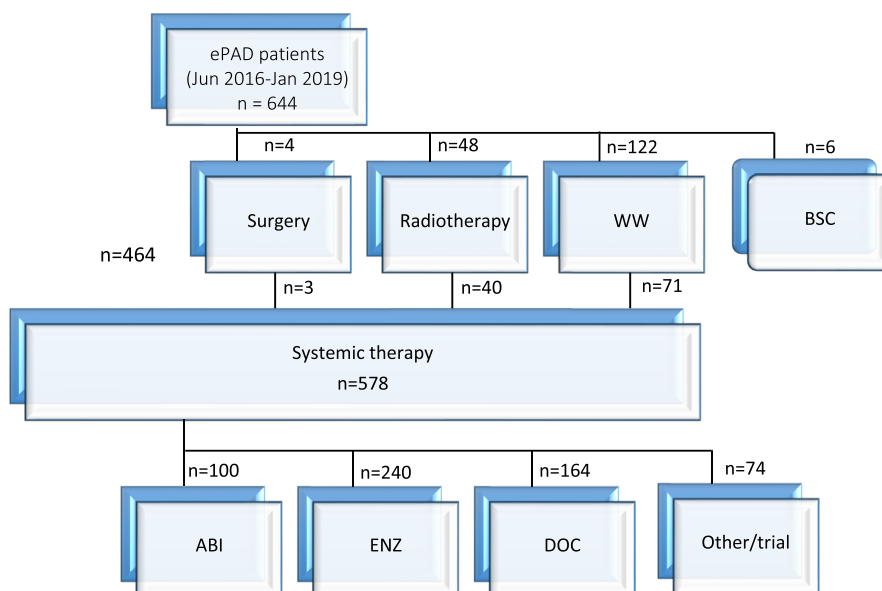 ePAD patients
(Jun 2016-Jan 2019)
n = 644
n=4
n=48
n=122
n=6
Surgery
Radiotherapy
WW
BSC
n=464
n=3
n=40
n=71
Systemic therapy
n=578
n=100
n=240
n=164
n=74
ABI
ENZ
DOC
Other/trial